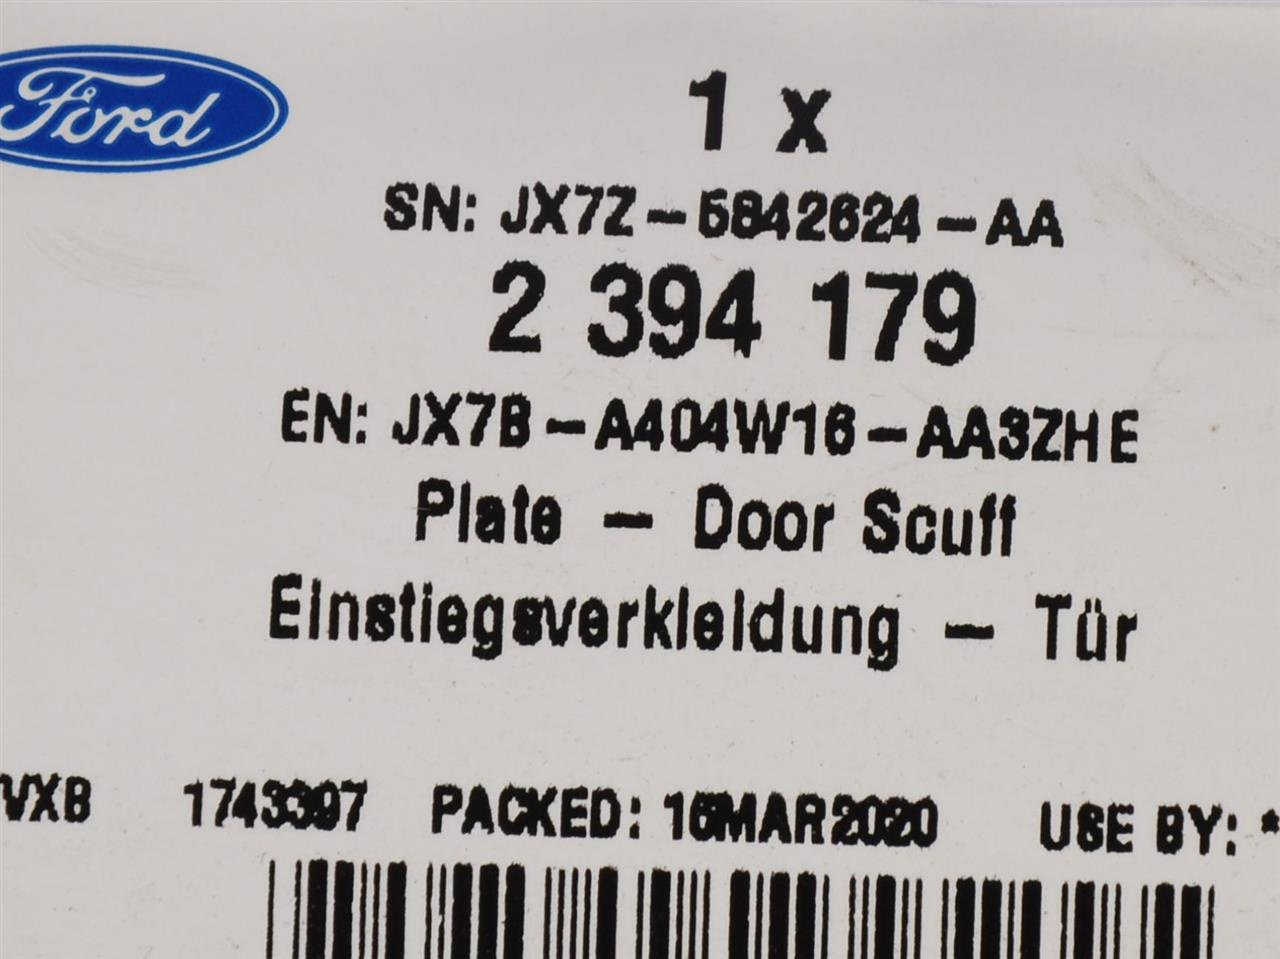 Ford
1 x
SN: JX7Z-5842624-AA
2 394 179
EN: JX7B-A404W16-AA3ZHE
Plate - Door Scuff
Einstiegsverkleidung - Tür
VXB 1743397 PACKED: 16MAR2020 USE BY: *